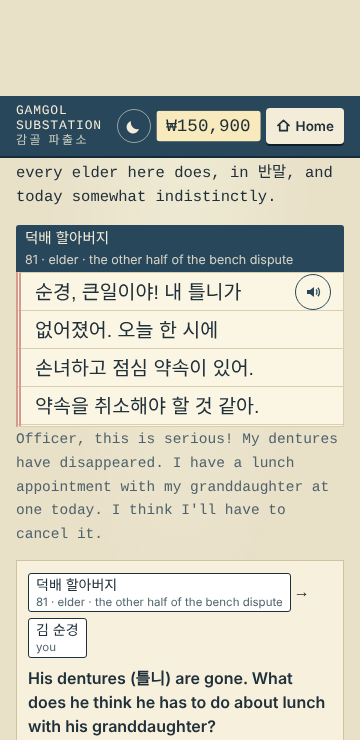 GAMGOL
SUBSTATION
감골 파출소
₩150,900
Home
every elder here does, in 반말, and
today somewhat indistinctly.
덕배 할아버지
81 · elder · the other half of the bench dispute
순경, 큰일이야! 내 틀니가
없어졌어. 오늘 한 시에
손녀하고 점심 약속이 있어.
약속을 취소해야 할 것 같아.
Officer, this is serious! My dentures
have disappeared. I have a lunch
appointment with my granddaughter at
one today. I think I'll have to
cancel it.
덕배 할아버지
81 · elder · the other half of the bench dispute
→
김 순경
you
His dentures (틀니) are gone. What
does he think he has to do about lunch
with his granddaughter?